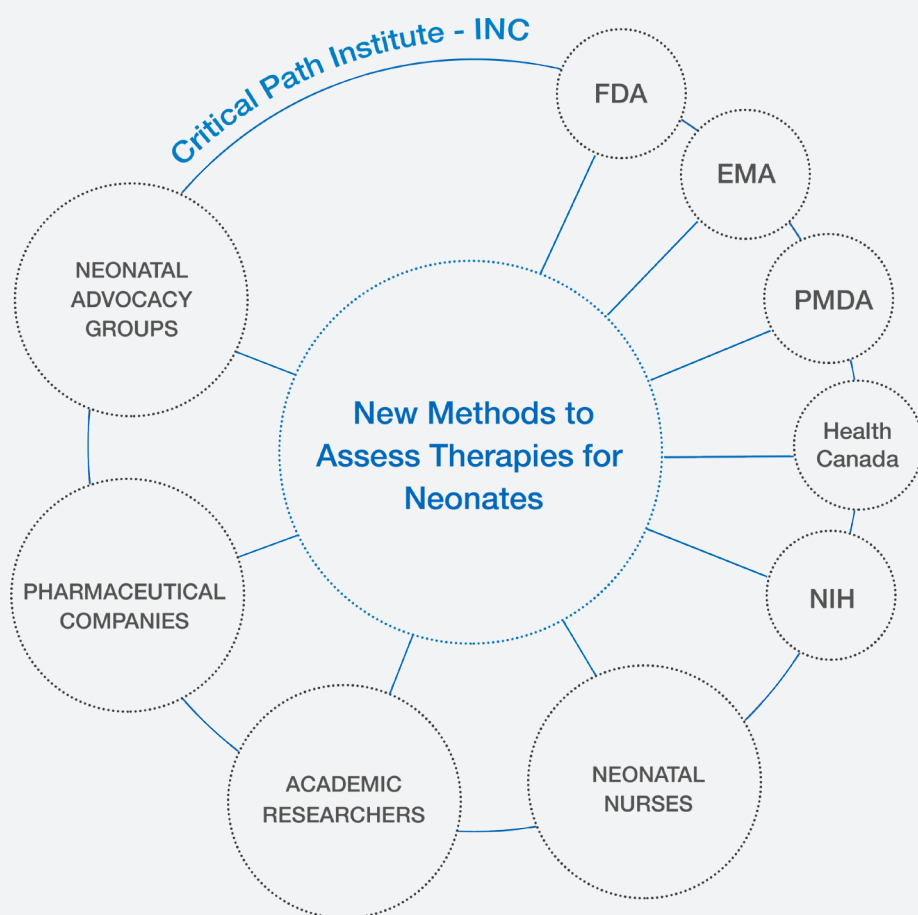 Critical Path Institute - INC
FDA
EMA
PMDA
Health
Canada
NIH
NEONATAL
NURSES
ACADEMIC
RESEARCHERS
PHARMACEUTICAL
COMPANIES
NEONATAL
ADVOCACY
GROUPS
New Methods to
Assess Therapies for
Neonates